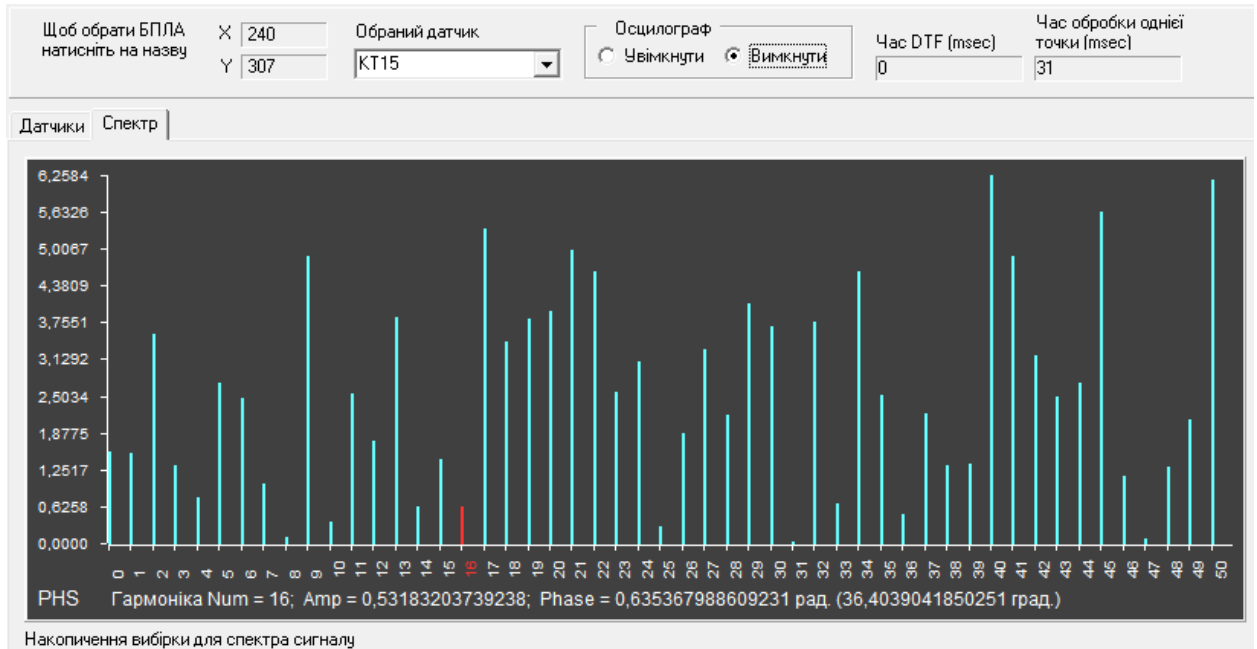 Щоб обрати БПЛА
натисніть на назву
X 240
Y 307
Обраний датчик
KT15
Осцилограф
Увімкнути Вимкнути
Час DTF (msec)
0
Час обробки однієї
точки (msec)
31
Датчики Спектр
6,2584
5,6326
5,0067
4,3809
3,7551
3,1292
2,5034
1,8775
1,2517
0,6258
0,0000
0 1 2 3 4 5 6 7 8 9 10 11 12 13 14 15 16 17 18 19 20 21 22 23 24 25 26 27 28 29 30 31 32 33 34 35 36 37 38 39 40 41 42 43 44 45 46 47 48 49 50
PHS Гармоніка Num = 16; Amp = 0,53183203739238; Phase = 0,635367988609231 рад. (36,4039041850251 град.)
Накопичення вибірки для спектра сигналу